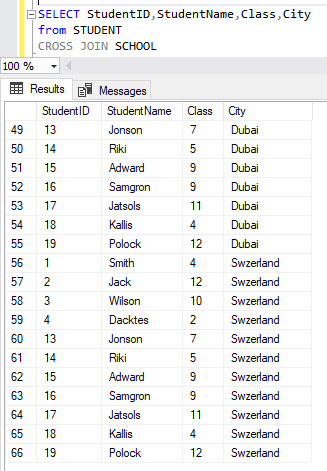 SELECT StudentID,StudentName,Class,City
from STUDENT
CROSS JOIN SCHOOL
100 %
Results Messages
StudentID StudentName Class City
49 13 Jonson 7 Dubai
50 14 Riki 5 Dubai
51 15 Adward 9 Dubai
52 16 Samgron 9 Dubai
53 17 Jatsols 11 Dubai
54 18 Kallis 4 Dubai
55 19 Polock 12 Dubai
56 1 Smith 4 Swzerland
57 2 Jack 12 Swzerland
58 3 Wilson 10 Swzerland
59 4 Dacktes 2 Swzerland
60 13 Jonson 7 Swzerland
61 14 Riki 5 Swzerland
62 15 Adward 9 Swzerland
63 16 Samgron 9 Swzerland
64 17 Jatsols 11 Swzerland
65 18 Kallis 4 Swzerland
66 19 Polock 12 Swzerland